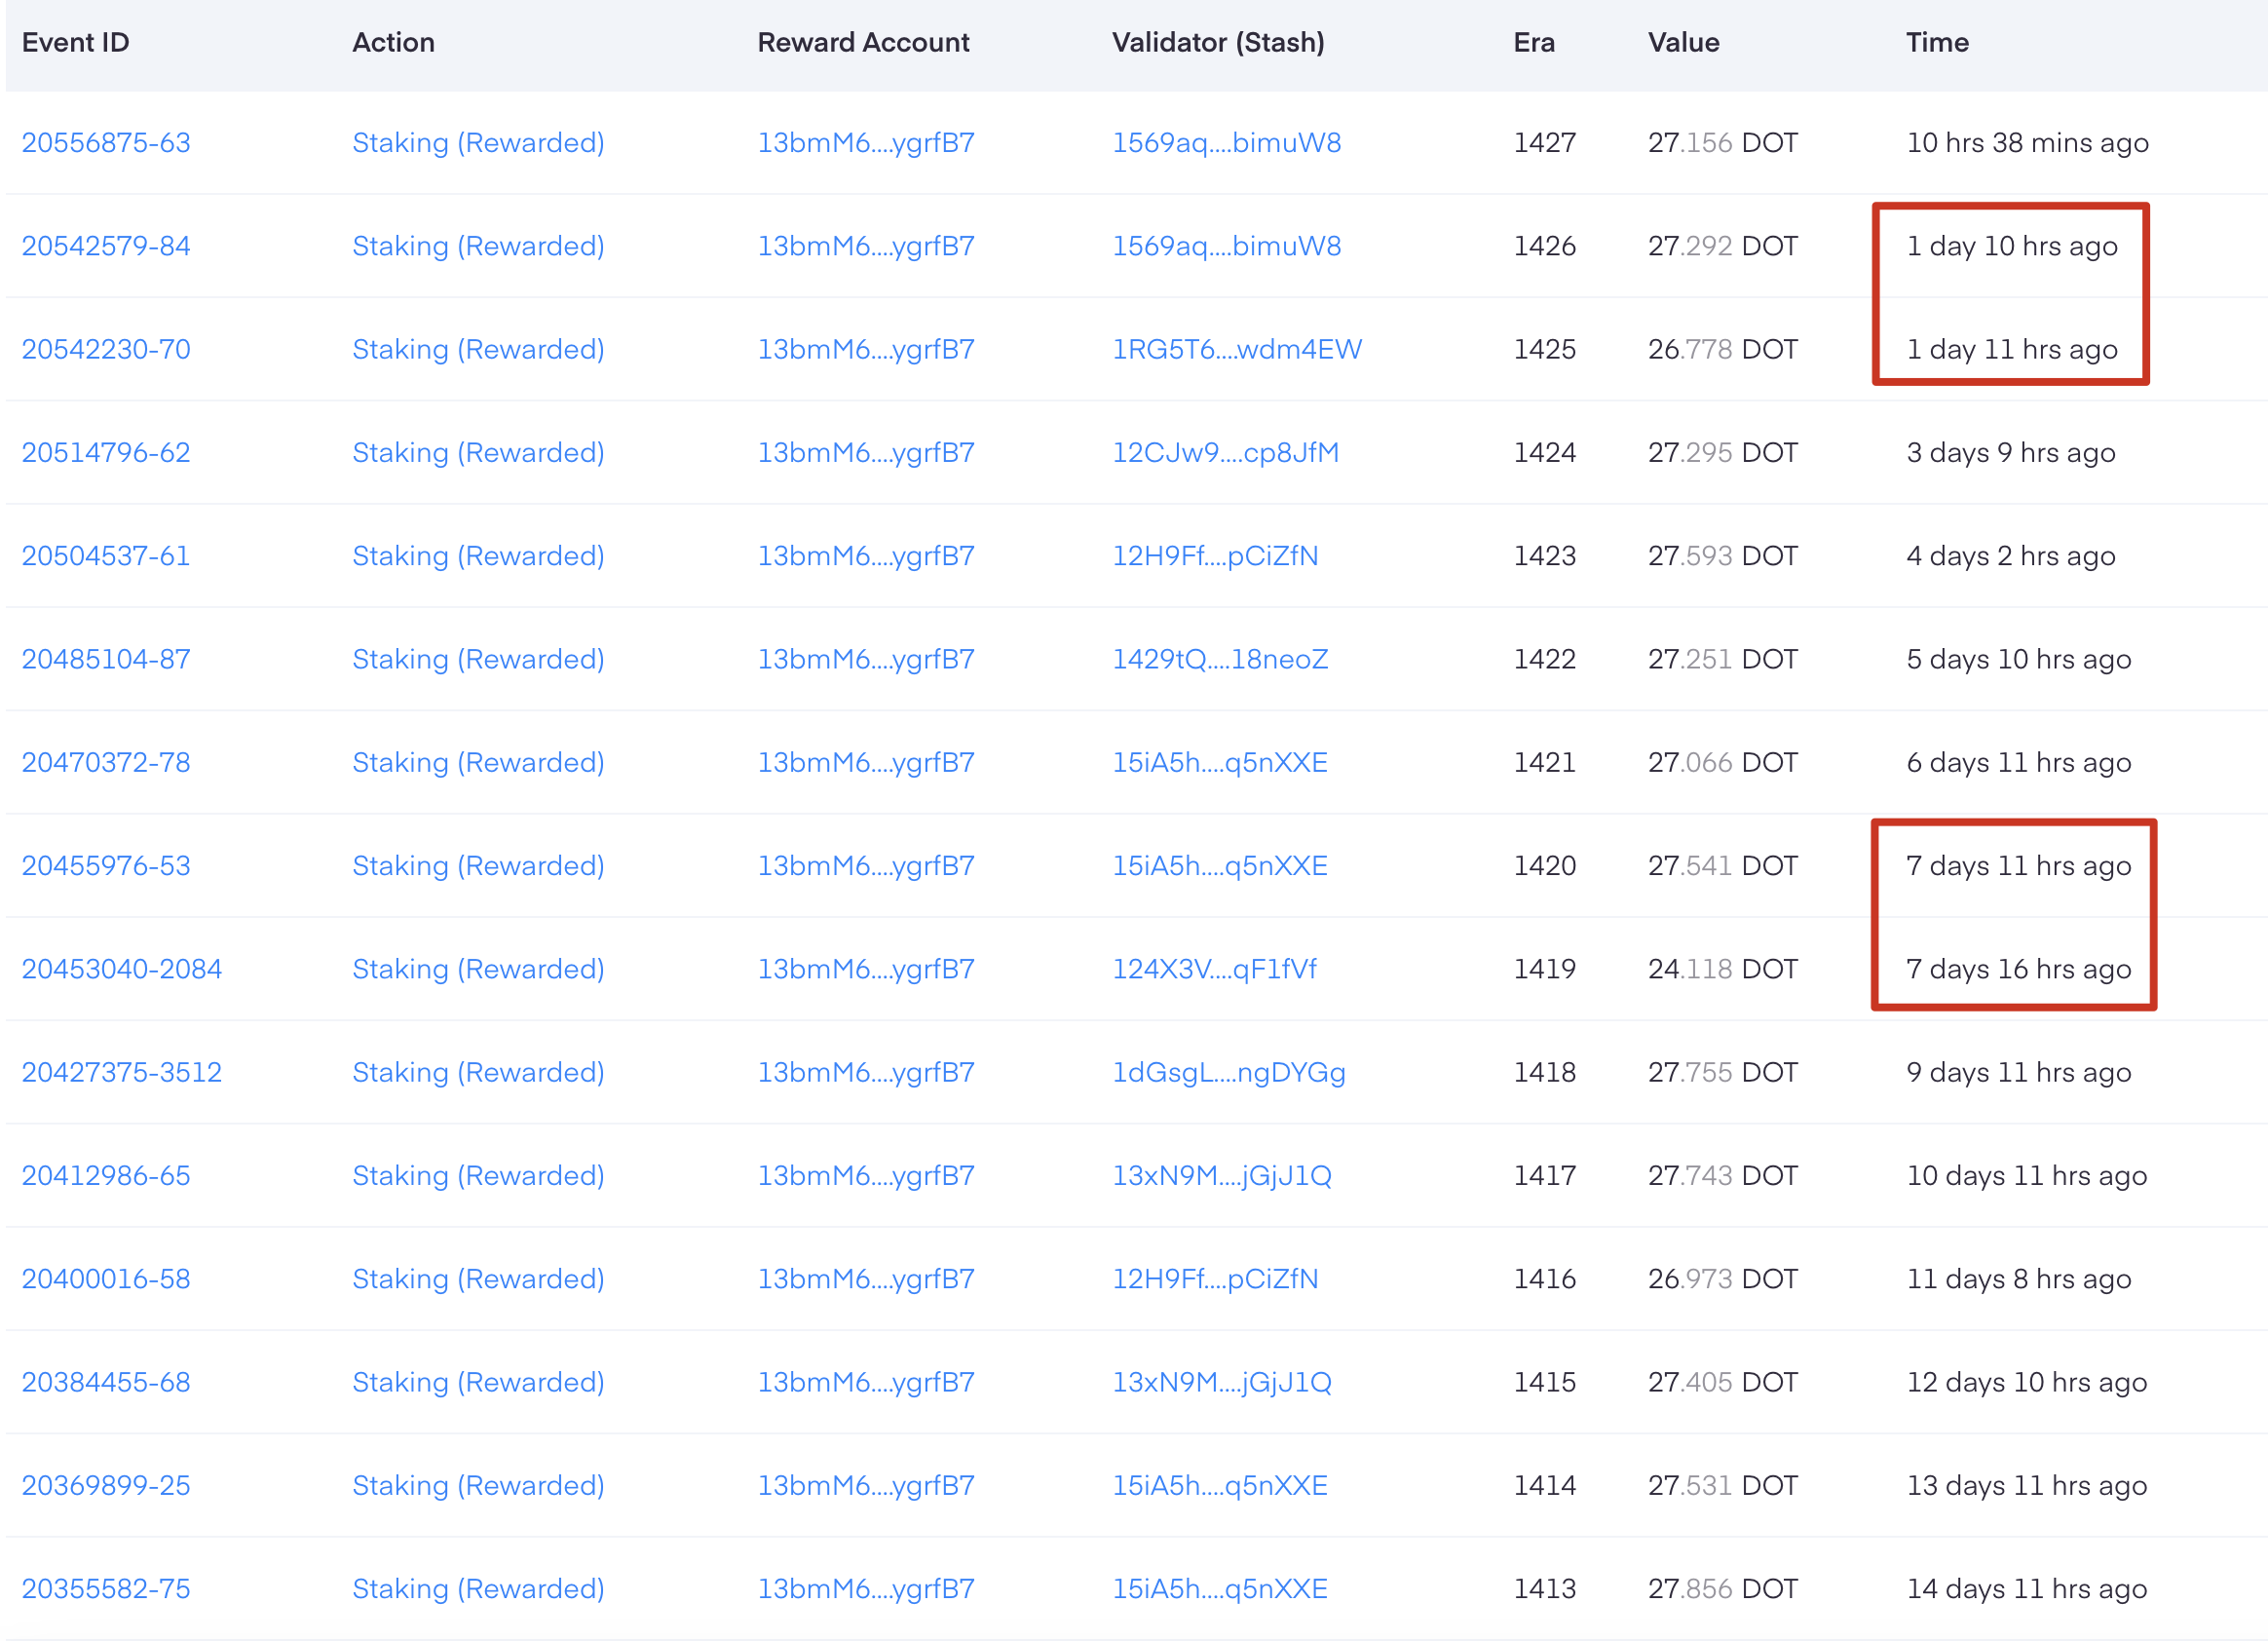 Event ID Action Reward Account Validator (Stash) Era Value Time
20556875-63 Staking (Rewarded) 13bmM6....ygrfB7 1569aq....bimuW8 1427 27.156 DOT 10 hrs 38 mins ago
20542579-84 Staking (Rewarded) 13bmM6....ygrfB7 1569aq....bimuW8 1426 27.292 DOT 1 day 10 hrs ago
20542230-70 Staking (Rewarded) 13bmM6....ygrfB7 1RG5T6....wdm4EW 1425 26.778 DOT 1 day 11 hrs ago
20514796-62 Staking (Rewarded) 13bmM6....ygrfB7 12CJw9....cp8JfM 1424 27.295 DOT 3 days 9 hrs ago
20504537-61 Staking (Rewarded) 13bmM6....ygrfB7 12H9Ff....pCiZfN 1423 27.593 DOT 4 days 2 hrs ago
20485104-87 Staking (Rewarded) 13bmM6....ygrfB7 1429tQ....18neoZ 1422 27.251 DOT 5 days 10 hrs ago
20470372-78 Staking (Rewarded) 13bmM6....ygrfB7 15iA5h....q5nXXE 1421 27.066 DOT 6 days 11 hrs ago
20455976-53 Staking (Rewarded) 13bmM6....ygrfB7 15iA5h....q5nXXE 1420 27.541 DOT 7 days 11 hrs ago
20453040-2084 Staking (Rewarded) 13bmM6....ygrfB7 124X3V....qF1fVf 1419 24.118 DOT 7 days 16 hrs ago
20427375-3512 Staking (Rewarded) 13bmM6....ygrfB7 1dGsgL....ngDYGg 1418 27.755 DOT 9 days 11 hrs ago
20412986-65 Staking (Rewarded) 13bmM6....ygrfB7 13xN9M....jGjJ1Q 1417 27.743 DOT 10 days 11 hrs ago
20400016-58 Staking (Rewarded) 13bmM6....ygrfB7 12H9Ff....pCiZfN 1416 26.973 DOT 11 days 8 hrs ago
20384455-68 Staking (Rewarded) 13bmM6....ygrfB7 13xN9M....jGjJ1Q 1415 27.405 DOT 12 days 10 hrs ago
20369899-25 Staking (Rewarded) 13bmM6....ygrfB7 15iA5h....q5nXXE 1414 27.531 DOT 13 days 11 hrs ago
20355582-75 Staking (Rewarded) 13bmM6....ygrfB7 15iA5h....q5nXXE 1413 27.856 DOT 14 days 11 hrs ago